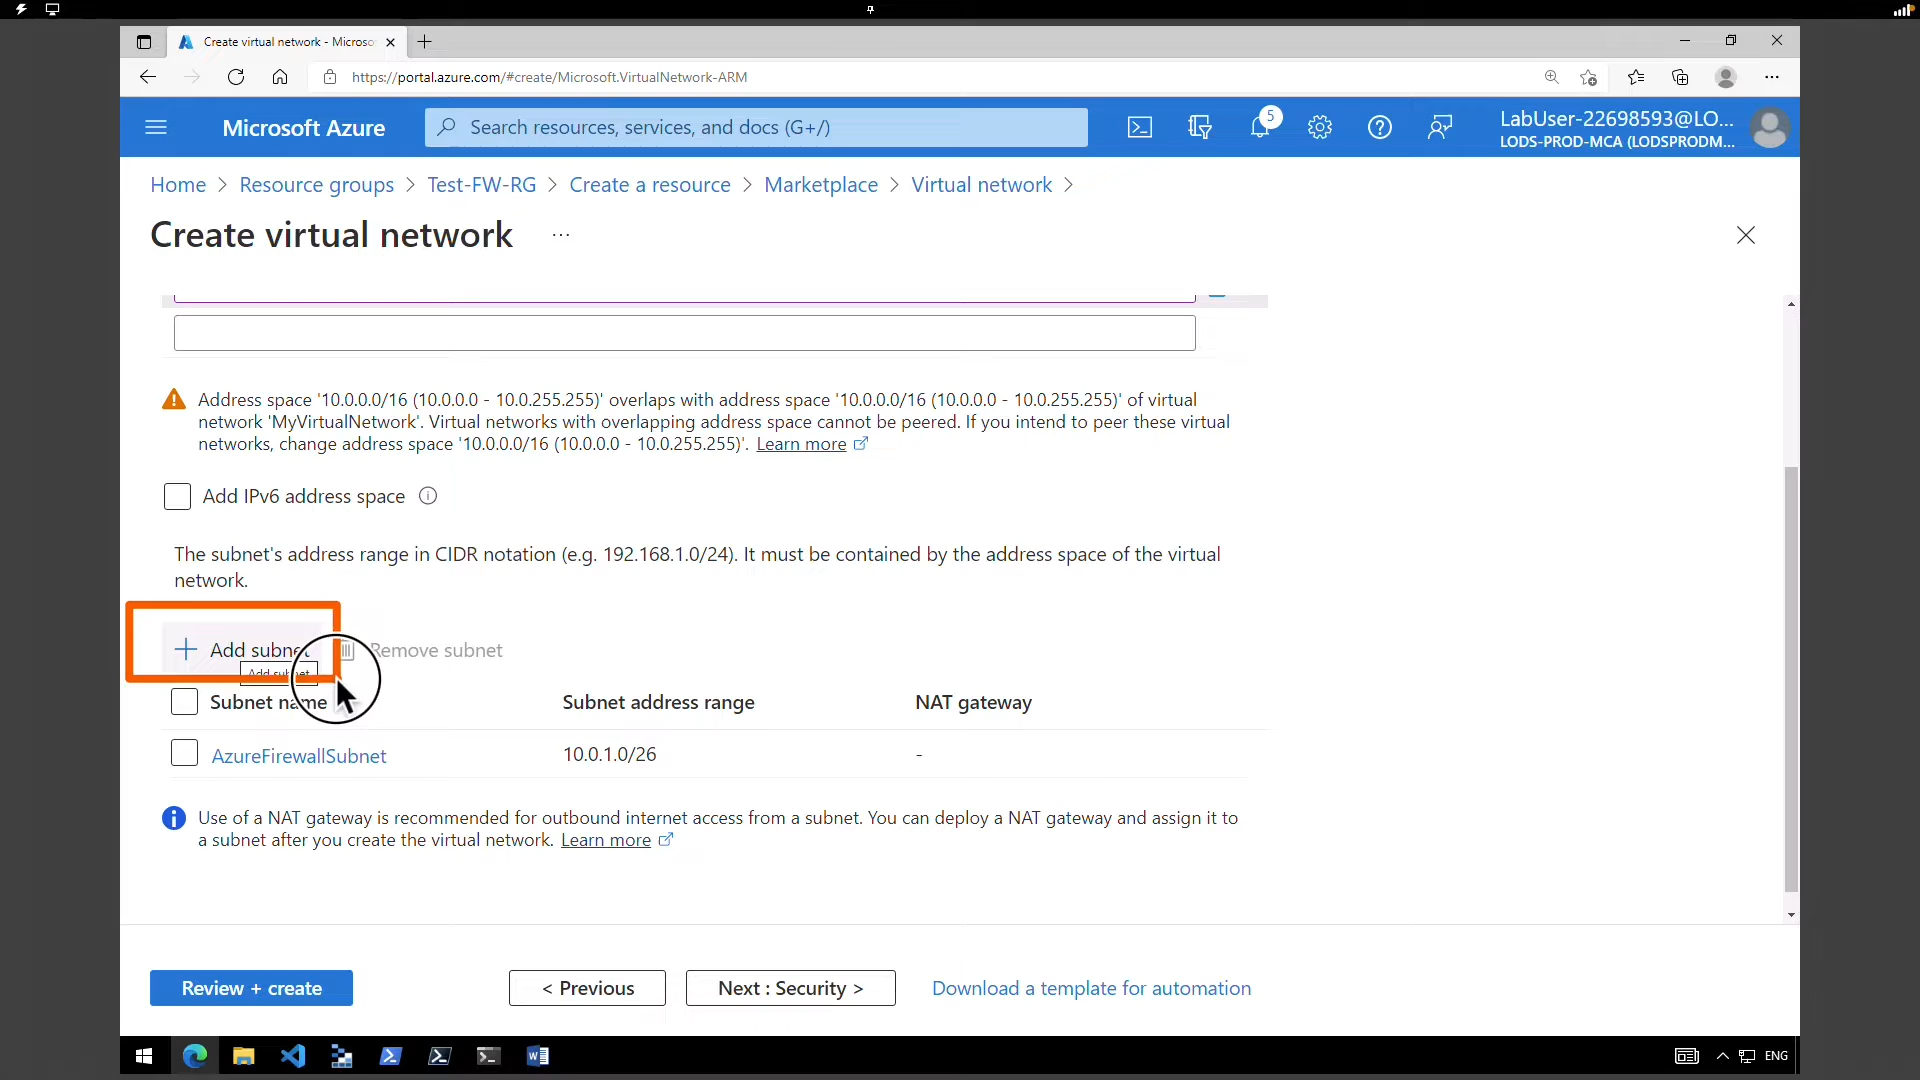 Create virtual network - Microso
https://portal.azure.com/#create/Microsoft.VirtualNetwork-ARM
Microsoft Azure
Search resources, services, and docs (G+/)
5
LabUser-22698593@LO...
LODS-PROD-MCA (LODSPRODM...
Home > Resource groups > Test-FW-RG > Create a resource > Marketplace > Virtual network >
Create virtual network ...
Address space '10.0.0.0/16 (10.0.0.0 - 10.0.255.255)' overlaps with address space '10.0.0.0/16 (10.0.0.0 - 10.0.255.255)' of virtual
network 'MyVirtualNetwork'. Virtual networks with overlapping address space cannot be peered. If you intend to peer these virtual
networks, change address space '10.0.0.0/16 (10.0.0.0 - 10.0.255.255)'. Learn more
Add IPv6 address space
The subnet's address range in CIDR notation (e.g. 192.168.1.0/24). It must be contained by the address space of the virtual
network.
+ Add subnet Remove subnet
Add subnet
Subnet name Subnet address range NAT gateway
AzureFirewallSubnet 10.0.1.0/26 -
Use of a NAT gateway is recommended for outbound internet access from a subnet. You can deploy a NAT gateway and assign it to
a subnet after you create the virtual network. Learn more
Review + create < Previous Next : Security > Download a template for automation
ENG